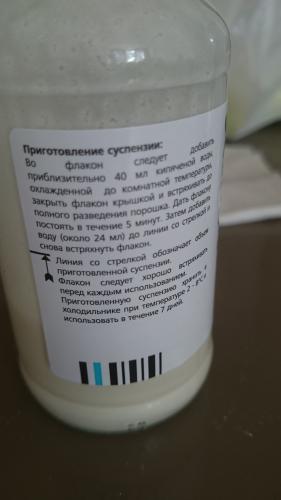 Приготовление суспензии:
Во флакон следует добавить
приблизительно 40 мл кипяченой воды,
охлажденной до комнатной температуры,
закрыть флакон крышкой и встряхивать до
полного разведения порошка. Дать флакону
постоять в течение 5 минут. Затем добавить
воду (около 24 мл) до линии со стрелкой и
снова встряхнуть флакон.
Линия со стрелкой обозначает объем
приготовленной суспензии.
Флакон следует хорошо встряхивать
перед каждым использованием.
Приготовленную суспензию хранить в
холодильнике при температуре 2 - 8°С и
использовать в течение 7 дней.